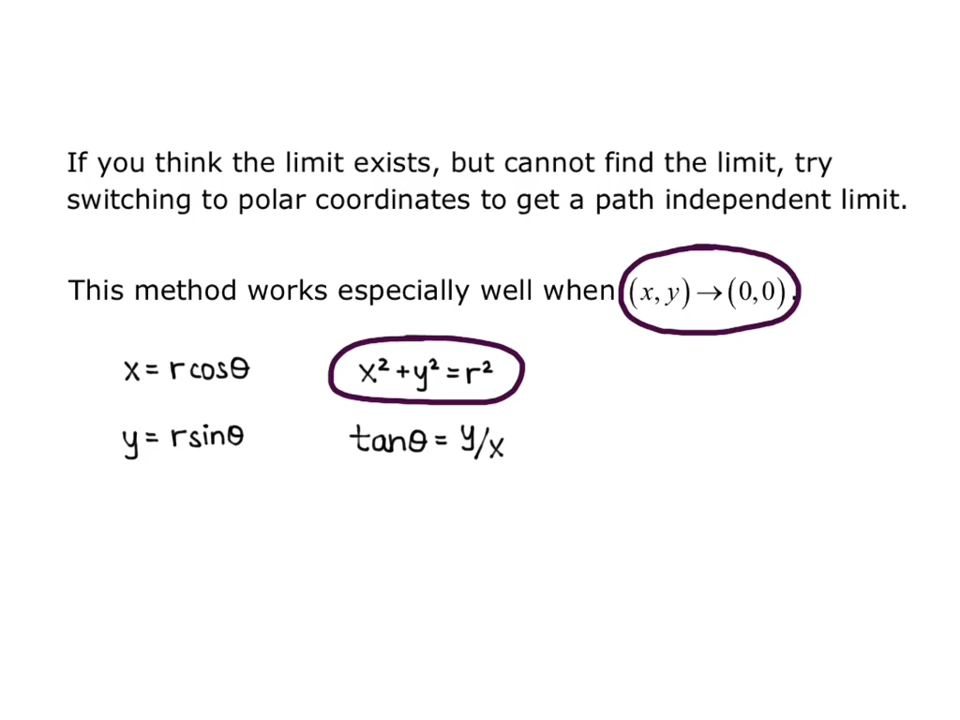 If you think the limit exists, but cannot find the limit, try
switching to polar coordinates to get a path independent limit.
This method works especially well when (x, y) → (0,0).
x = r cosθ    x² + y² = r²
y = r sinθ    tanθ = y/x